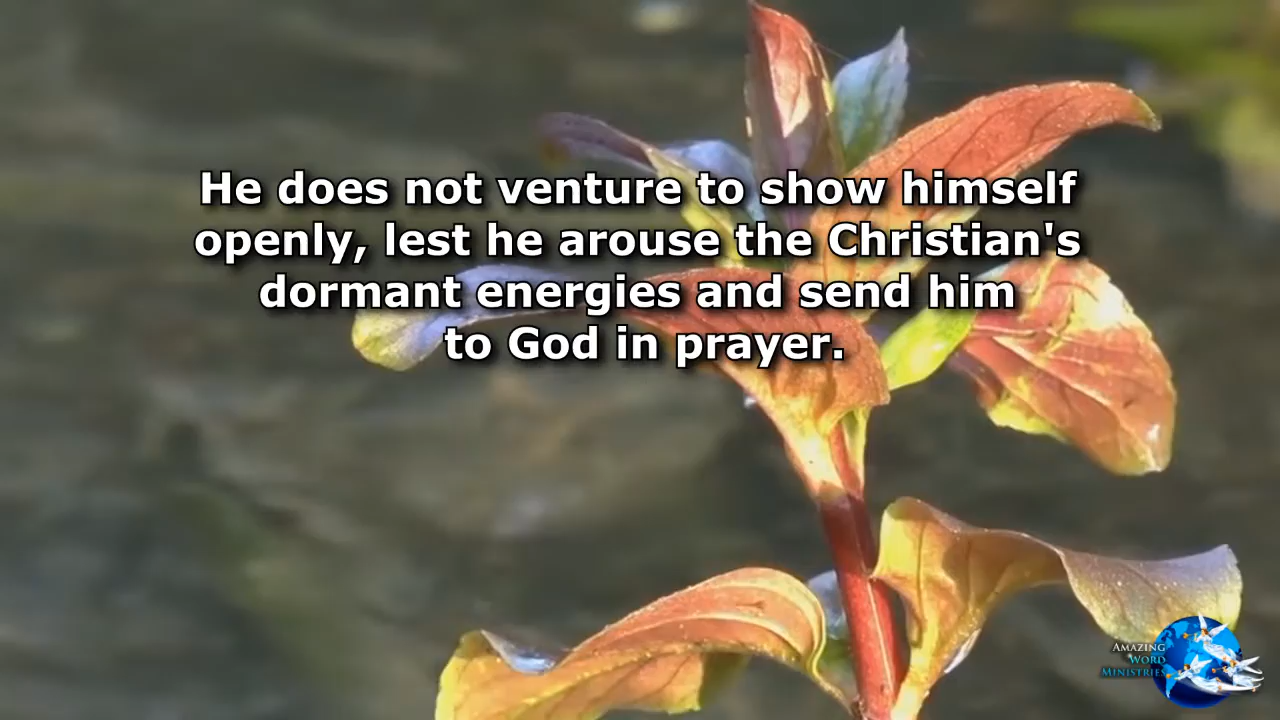 He does not venture to show himself
openly, lest he arouse the Christian's
dormant energies and send him
to God in prayer.
Amazing
Word
Ministries